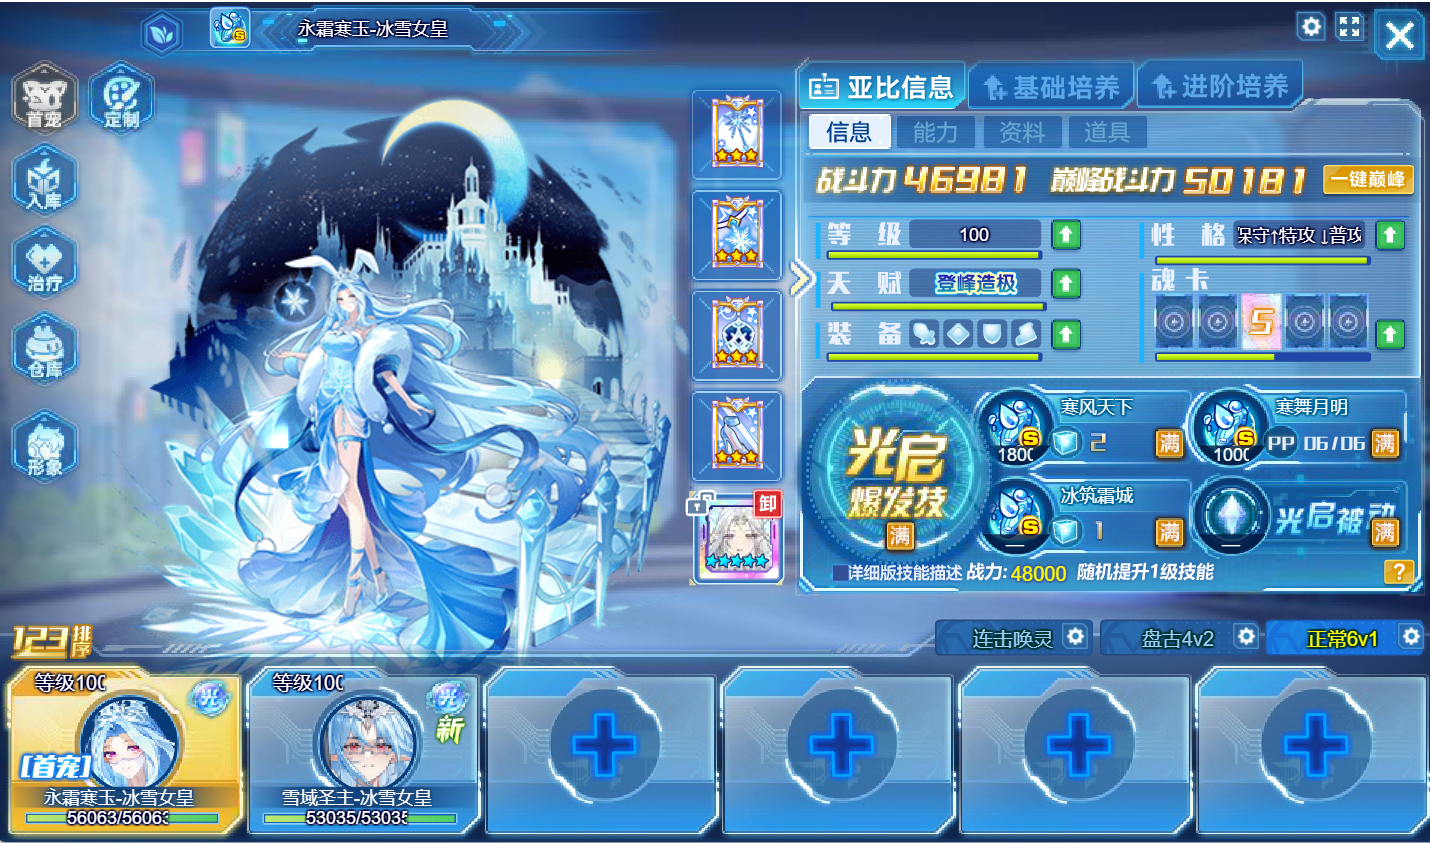 永霜寒玉-冰雪女皇
首宠
定制
入库
治疗
仓库
形象
亚比信息
基础培养
进阶培养
信息
能力
资料
道具
战斗力 46981
巅峰战斗力 50181
一键巅峰
等级 100
性格 呆守↑特攻↓普攻
天赋 登峰造极
魂卡
S
装备
光启
爆发技
满
寒风天下
1800
2
满
寒舞月明
1000
PP 06/06
满
冰筑霜城
1
满
光启被动
满
详细版技能描述 战力:48000 随机提升1级技能
?
卸
123排序
连击唤灵
盘古4v2
正常6v1
等级100
光
[首宠]
永霜寒玉-冰雪女皇
56063/56063
等级100
光
新
雪域圣主-冰雪女皇
53035/53035